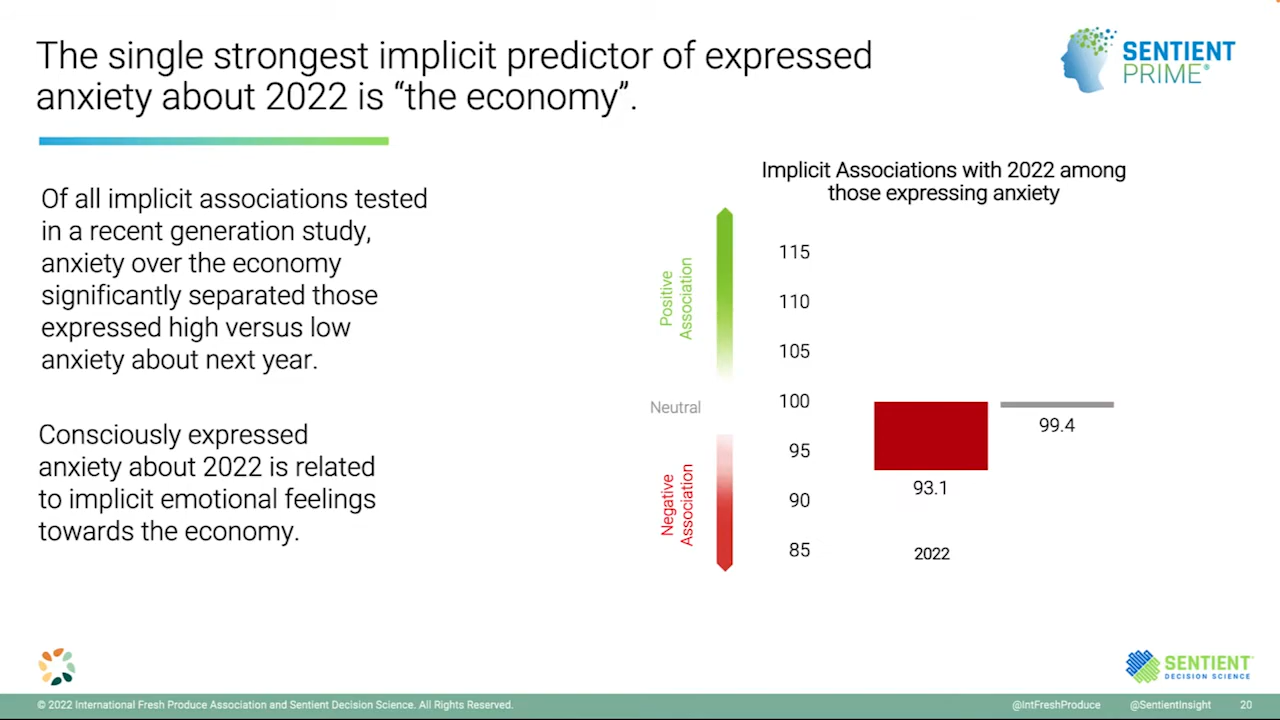 The single strongest implicit predictor of expressed
anxiety about 2022 is “the economy”.
SENTIENT
PRIME®
Of all implicit associations tested
in a recent generation study,
anxiety over the economy
significantly separated those
expressed high versus low
anxiety about next year.
Consciously expressed
anxiety about 2022 is related
to implicit emotional feelings
towards the economy.
Implicit Associations with 2022 among
those expressing anxiety
Positive
Association
Neutral
Negative
Association
115
110
105
100
95
90
85
93.1
99.4
2022
SENTIENT
DECISION SCIENCE
© 2022 International Fresh Produce Association and Sentient Decision Science. All Rights Reserved.
@IntFreshProduce
@SentientInsight
20